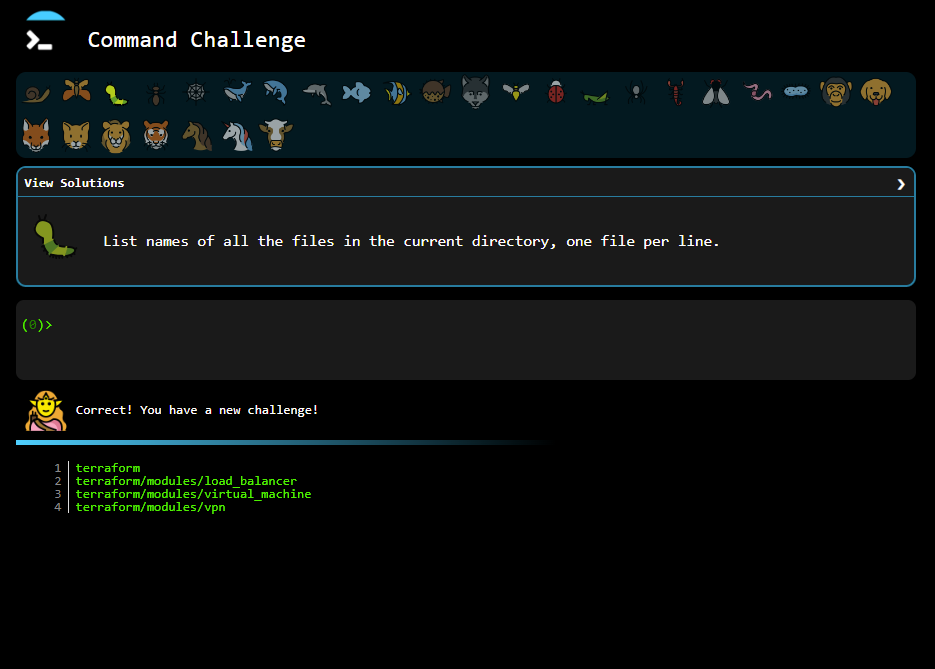 Command Challenge
View Solutions
List names of all the files in the current directory, one file per line.
(0)>
Correct! You have a new challenge!
1 terraform
2 terraform/modules/load_balancer
3 terraform/modules/virtual_machine
4 terraform/modules/vpn